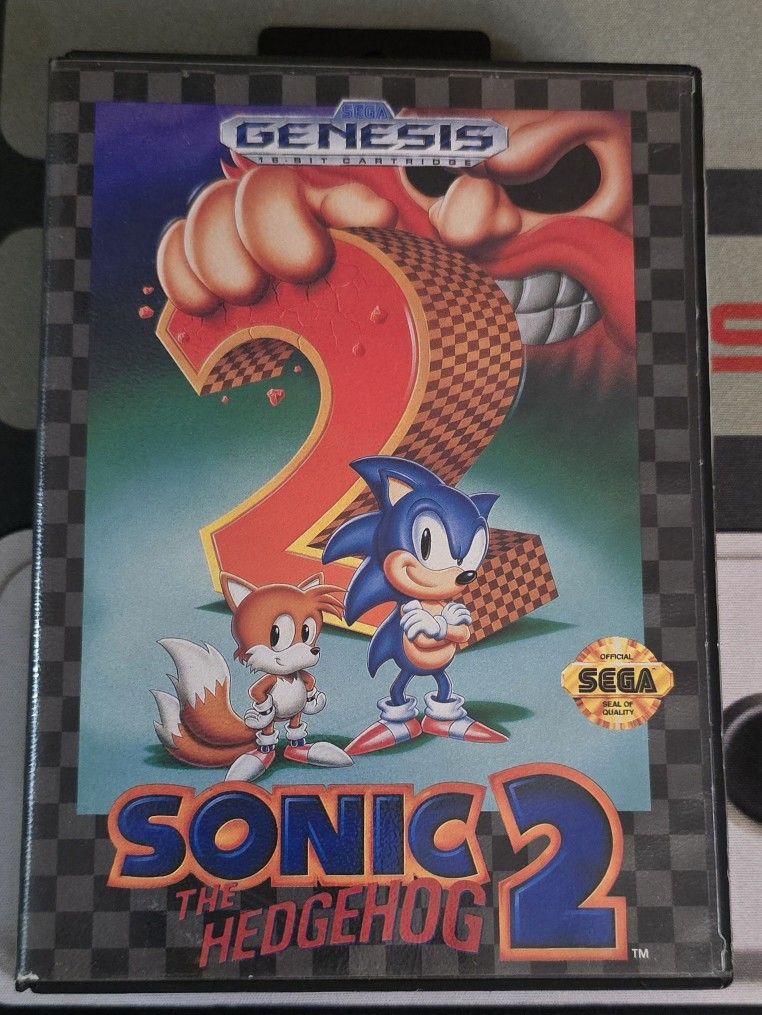 SEGA
GENESIS
16-BIT CARTRIDGE
2
OFFICIAL
SEGA
SEAL OF
QUALITY
SONIC 2
THE
HEDGEHOG
TM
S